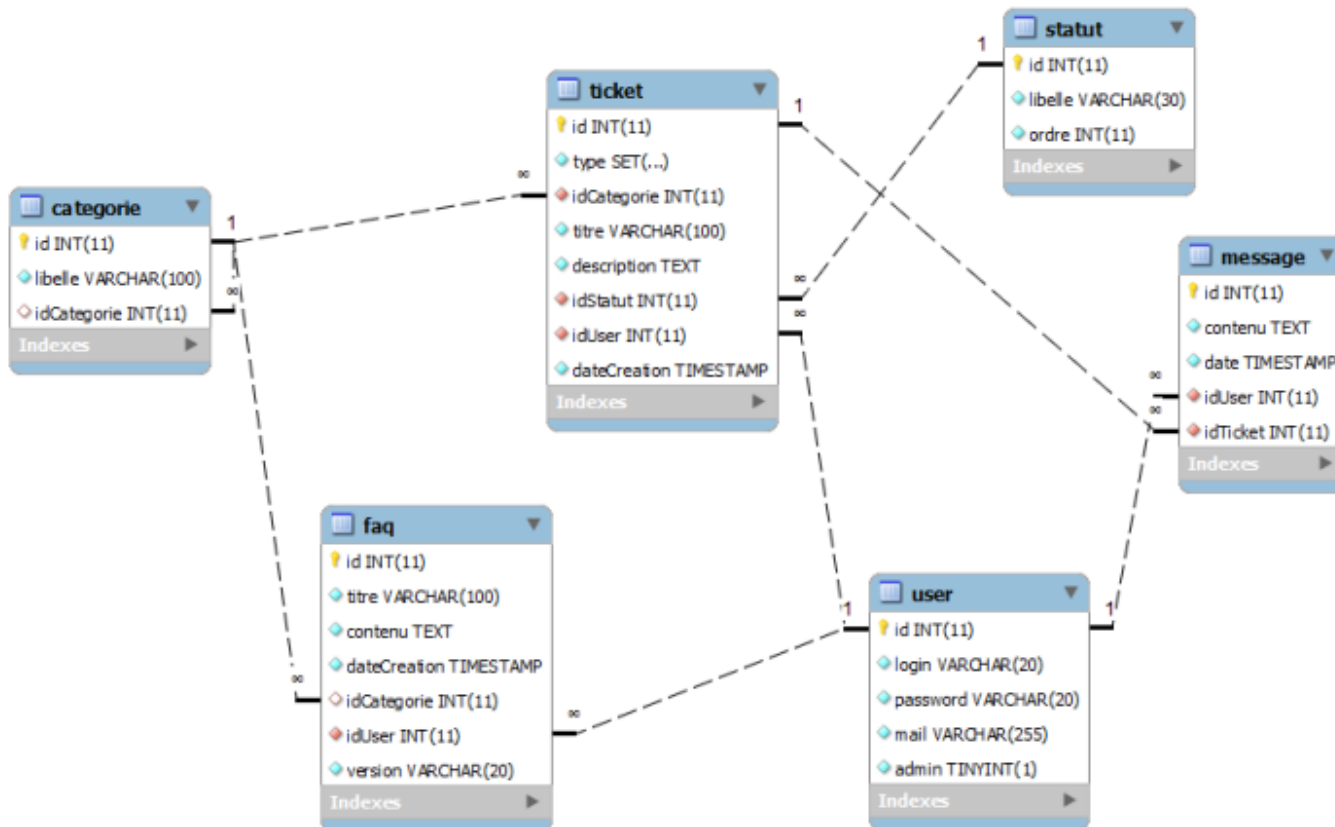 statut
1
id INT(11)
libelle VARCHAR(30)
ordre INT(11)
Indexes
ticket
1
id INT(11)
type SET(...)
∞
idCategorie INT(11)
titre VARCHAR(100)
description TEXT
∞
idStatut INT(11)
∞
idUser INT(11)
dateCreation TIMESTAMP
Indexes
categorie
1
id INT(11)
libelle VARCHAR(100)
∞
idCategorie INT(11)
Indexes
message
id INT(11)
contenu TEXT
date TIMESTAMP
∞
idUser INT(11)
∞
idTicket INT(11)
Indexes
faq
id INT(11)
titre VARCHAR(100)
contenu TEXT
dateCreation TIMESTAMP
∞
idCategorie INT(11)
∞
idUser INT(11)
version VARCHAR(20)
Indexes
user
1
1
id INT(11)
login VARCHAR(20)
password VARCHAR(20)
mail VARCHAR(255)
admin TINYINT(1)
Indexes